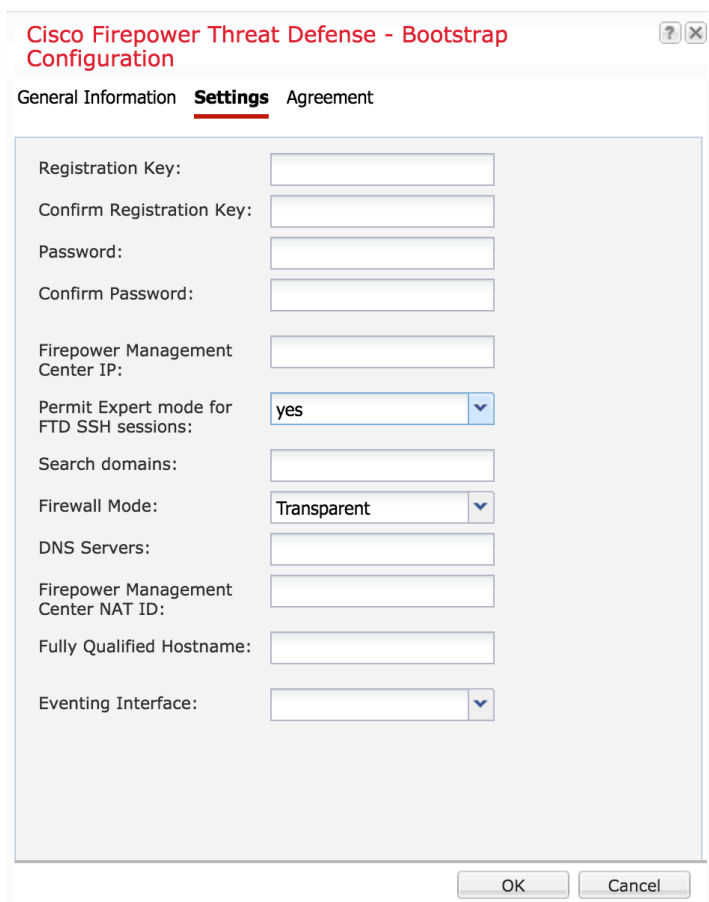 Cisco Firepower Threat Defense - Bootstrap
Configuration
?
General Information Settings Agreement
Registration Key:
Confirm Registration Key:
Password:
Confirm Password:
Firepower Management
Center IP:
Permit Expert mode for
FTD SSH sessions:
yes
Search domains:
Firewall Mode:
Transparent
DNS Servers:
Firepower Management
Center NAT ID:
Fully Qualified Hostname:
Eventing Interface:
OK Cancel